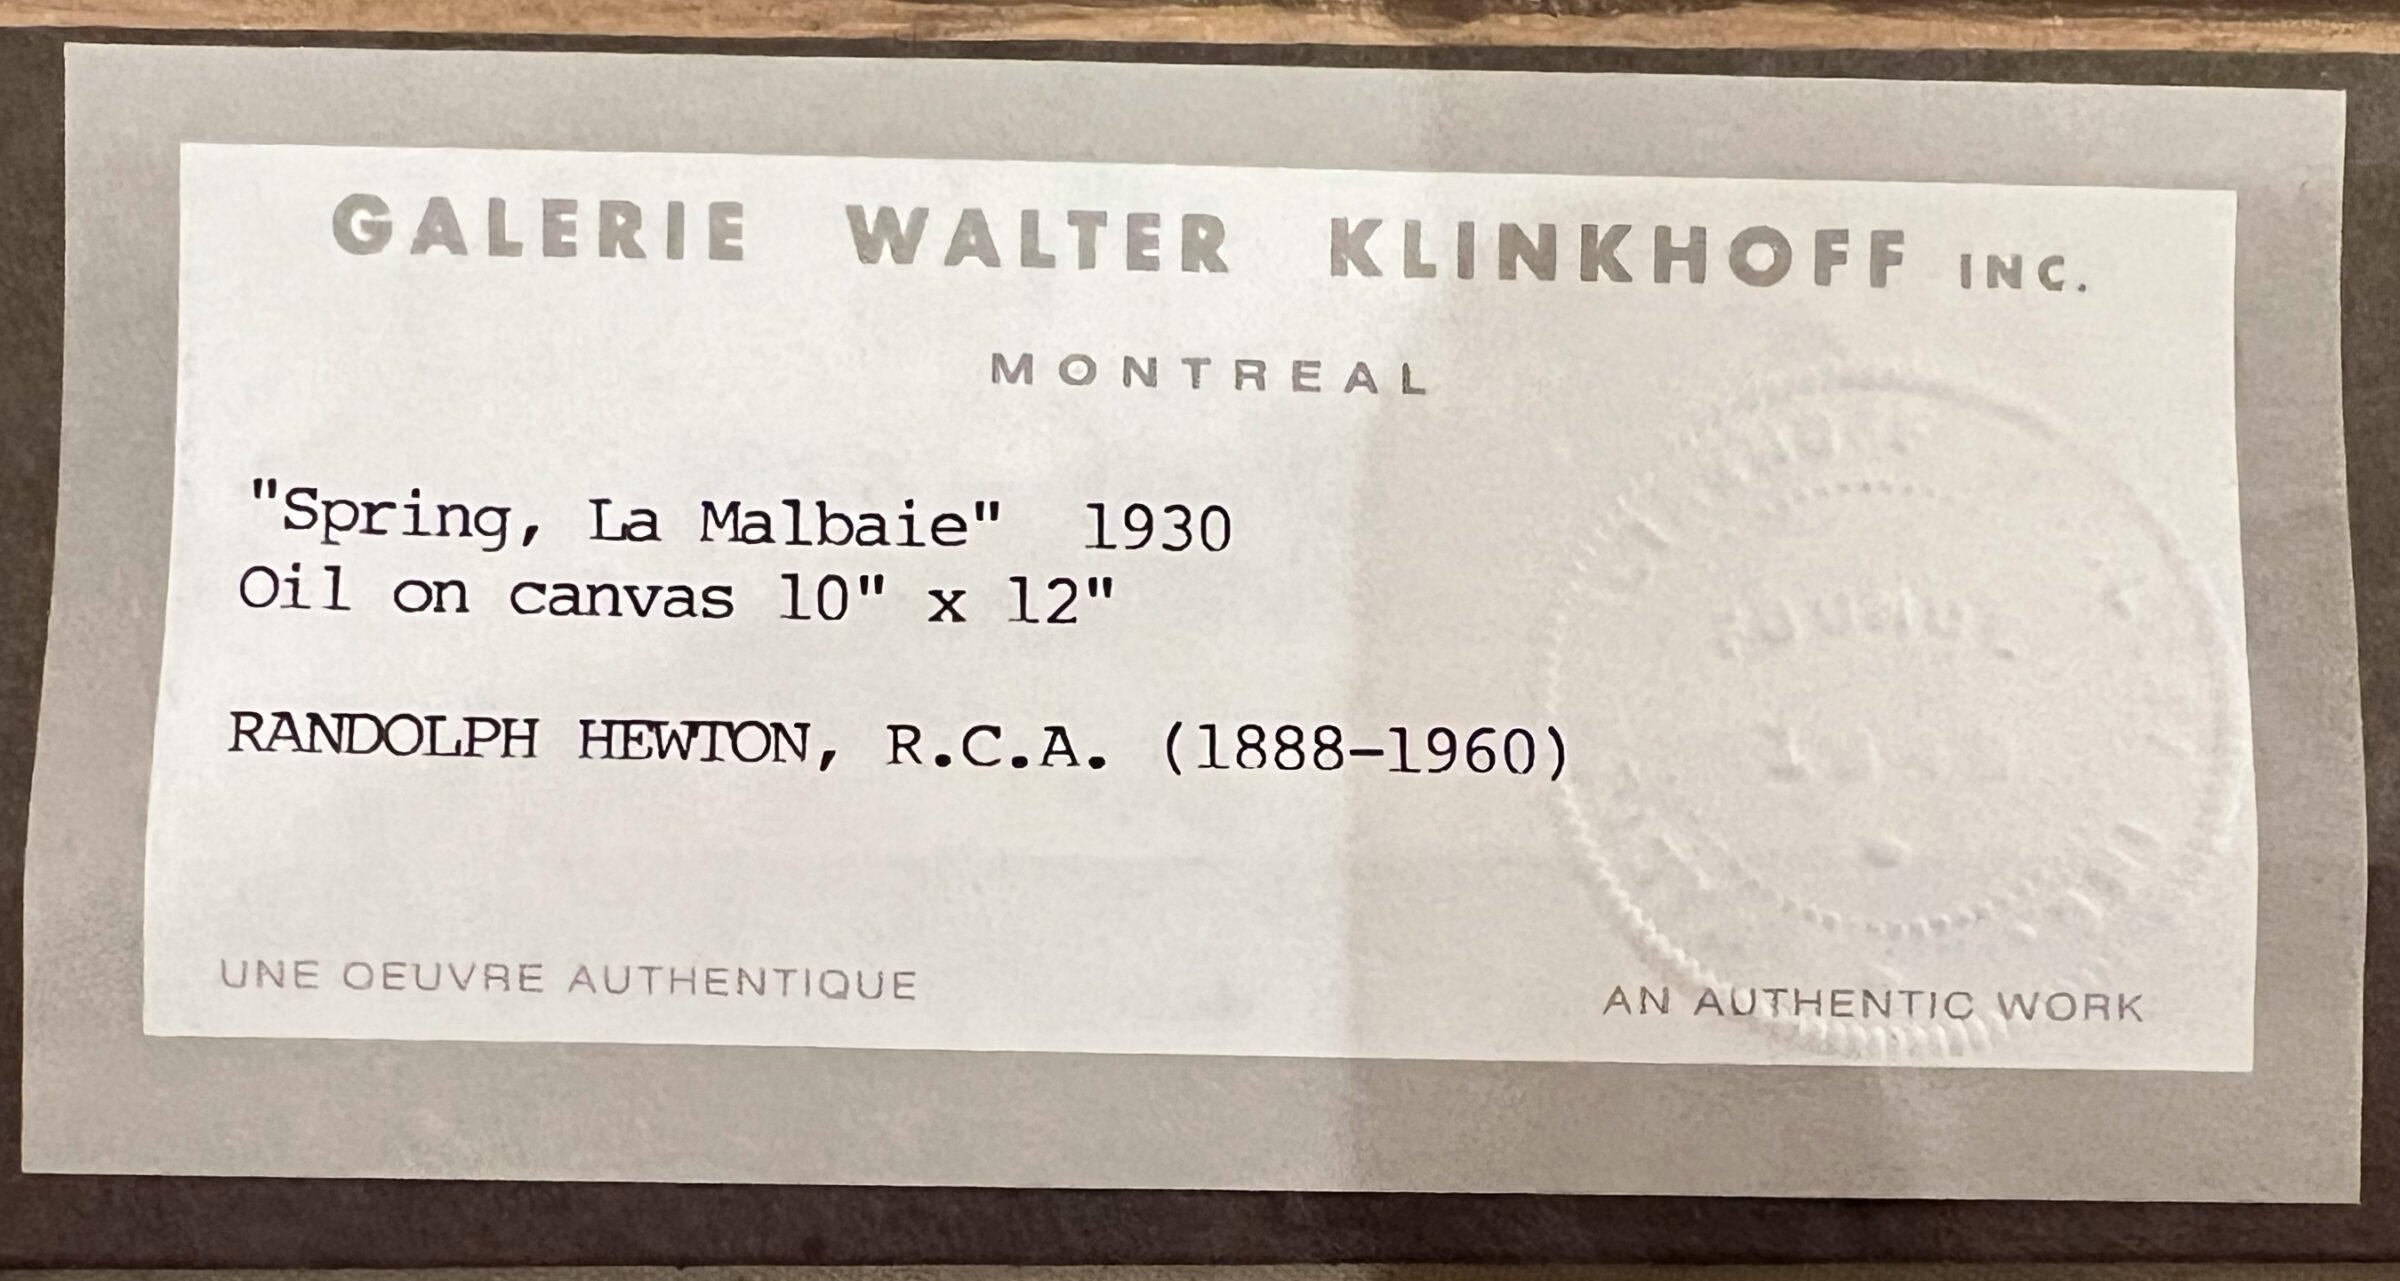 GALERIE WALTER KLINKHOFF INC.
MONTREAL
"Spring, La Malbaie" 1930
Oil on canvas 10" x 12"
RANDOLPH HEWTON, R.C.A. (1888-1960)
UNE OEUVRE AUTHENTIQUE
AN AUTHENTIC WORK